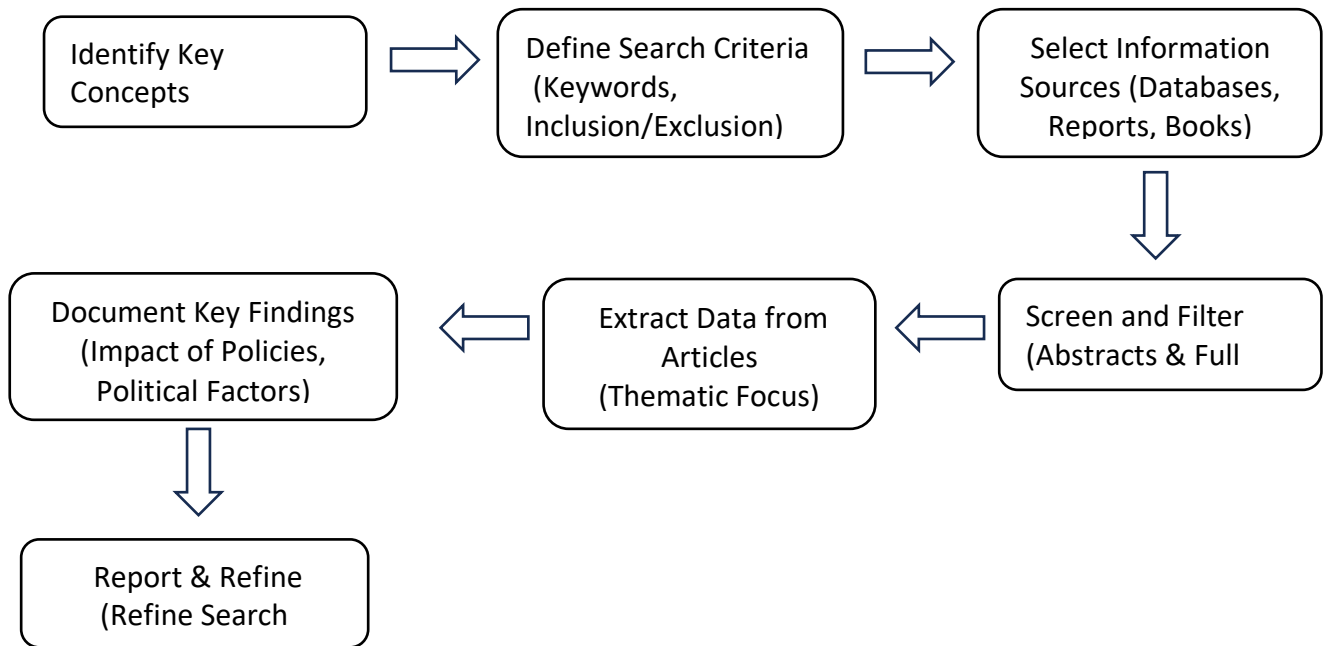 Identify Key
Concepts
Define Search Criteria
(Keywords,
Inclusion/Exclusion)
Select Information
Sources (Databases,
Reports, Books)
Screen and Filter
(Abstracts & Full
Extract Data from
Articles
(Thematic Focus)
Document Key Findings
(Impact of Policies,
Political Factors)
Report & Refine
(Refine Search